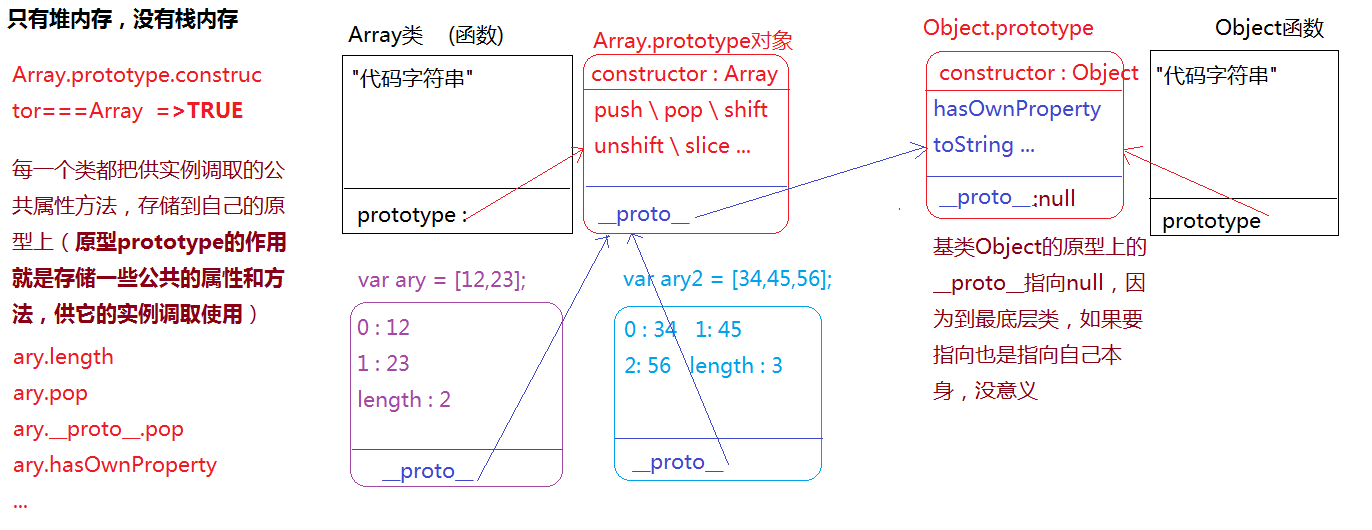 只有堆内存，没有栈内存
Array.prototype.construc
tor===Array =>TRUE
每一个类都把供实例调取的公
共属性方法，存储到自己的原
型上（原型prototype的作用
就是存储一些公共的属性和方
法，供它的实例调取使用）
ary.length
ary.pop
ary.__proto__.pop
ary.hasOwnProperty
...
Array类 (函数)
"代码字符串"
prototype :
Array.prototype对象
constructor : Array
push \ pop \ shift
unshift \ slice ...
__proto__
var ary = [12,23];
0 : 12
1 : 23
length : 2
__proto__
var ary2 = [34,45,56];
0 : 34 1: 45
2: 56 length : 3
__proto__
Object.prototype
constructor : Object
hasOwnProperty
toString ...
__proto__:null
基类Object的原型上的
__proto__指向null，因
为到最底层类，如果要
指向也是指向自己本
身，没意义
Object函数
"代码字符串"
prototype